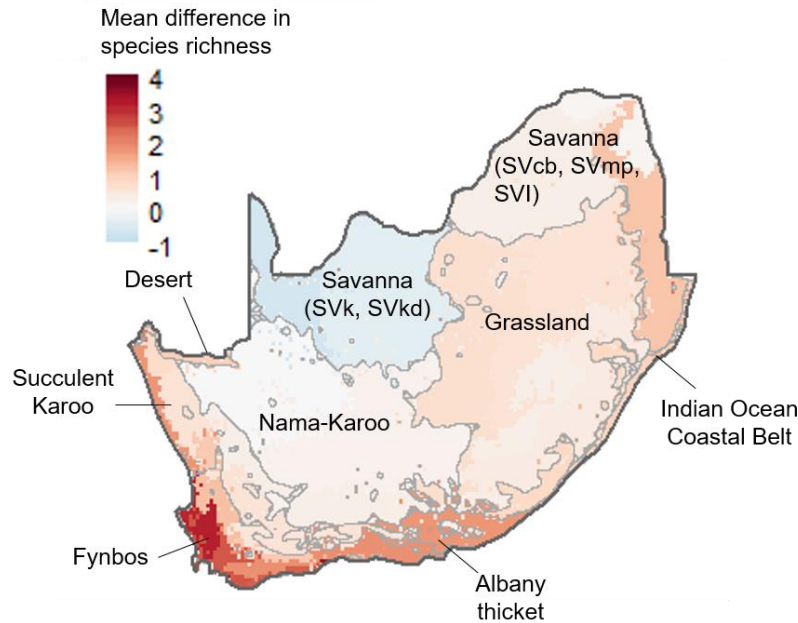 Mean difference in
species richness
4
3
2
1
0
-1
Savanna
(SVcb, SVmp,
SVl)
Desert
Savanna
(SVk, SVkd)
Grassland
Succulent
Karoo
Nama-Karoo
Indian Ocean
Coastal Belt
Fynbos
Albany
thicket